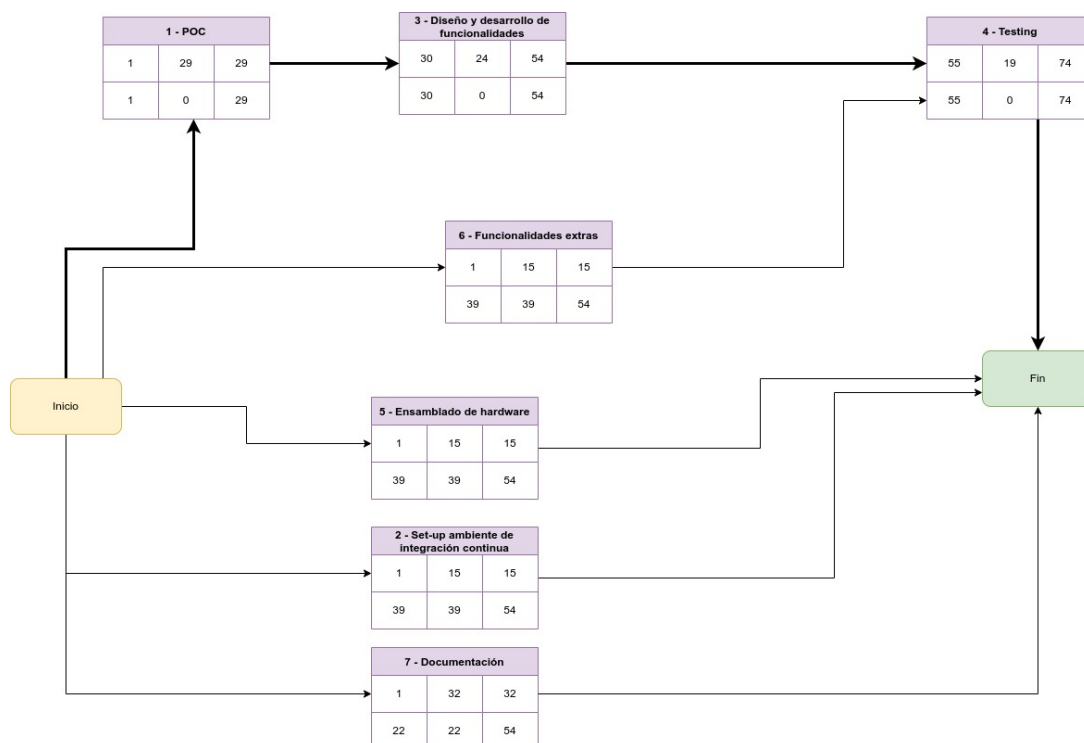 1 - POC
1 29 29
1 0 29
3 - Diseño y desarrollo de
funcionalidades
30 24 54
30 0 54
4 - Testing
55 19 74
55 0 74
6 - Funcionalidades extras
1 15 15
39 39 54
Inicio
Fin
5 - Ensamblado de hardware
1 15 15
39 39 54
2 - Set-up ambiente de
integración continua
1 15 15
39 39 54
7 - Documentación
1 32 32
22 22 54